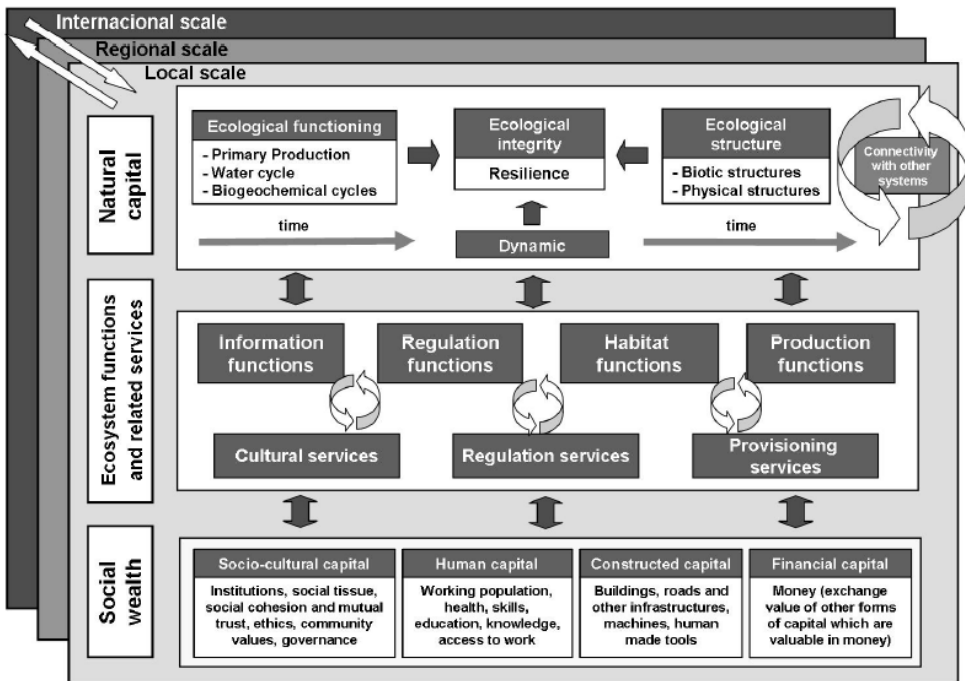 Internacional scale
Regional scale
Local scale
Natural
capital
Ecological functioning
- Primary Production
- Water cycle
- Biogeochemical cycles
Ecological
integrity
Resilience
Ecological
structure
- Biotic structures
- Physical structures
Connectivity
with other
systems
time
Dynamic
time
Ecosystem functions
and related services
Information
functions
Regulation
functions
Habitat
functions
Production
functions
Cultural services
Regulation services
Provisioning
services
Social
wealth
Socio-cultural capital
Institutions, social tissue,
social cohesion and mutual
trust, ethics, community
values, governance
Human capital
Working population,
health, skills,
education, knowledge,
access to work
Constructed capital
Buildings, roads and
other infrastructures,
machines, human
made tools
Financial capital
Money (exchange
value of other forms
of capital which are
valuable in money)